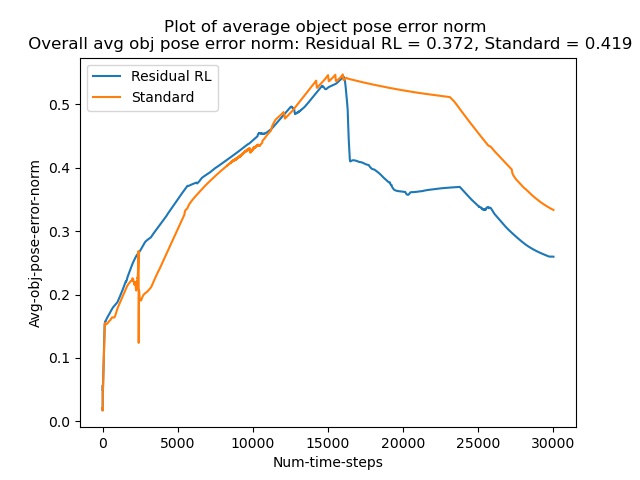 Plot of average object pose error norm
Overall avg obj pose error norm: Residual RL = 0.372, Standard = 0.419
Residual RL
Standard
Avg-obj-pose-error-norm
0.5
0.4
0.3
0.2
0.1
0.0
0 5000 10000 15000 20000 25000 30000
Num-time-steps